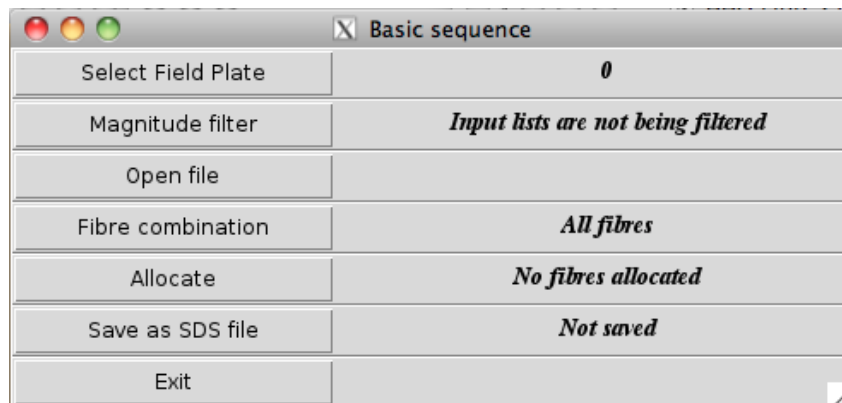 Basic sequence
Select Field Plate 0
Magnitude filter Input lists are not being filtered
Open file
Fibre combination All fibres
Allocate No fibres allocated
Save as SDS file Not saved
Exit